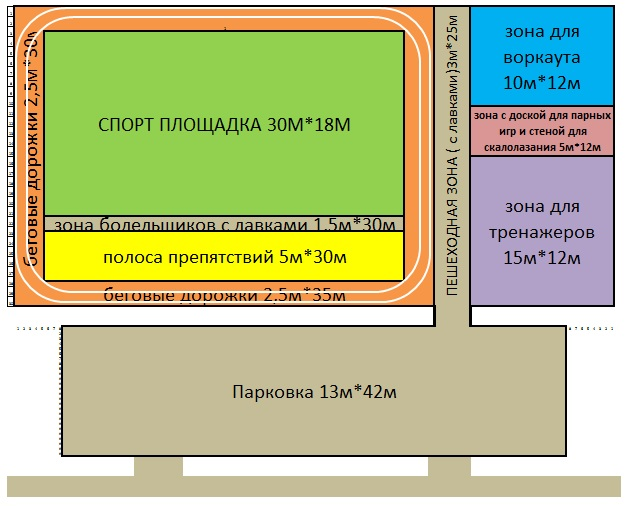 беговые дорожки 2,5м*30м
СПОРТ ПЛОЩАДКА 30М*18М
зона болельщиков с лавками 1,5м*30м
полоса препятствий 5м*30м
беговые дорожки 2,5м*35м
ПЕШЕХОДНАЯ ЗОНА ( с лавками)3м*25м
зона для
воркаута
10м*12м
зона с доской для парных
игр и стеной для
скалолазания 5м*12м
зона для
тренажеров
15м*12м
Парковка 13м*42м